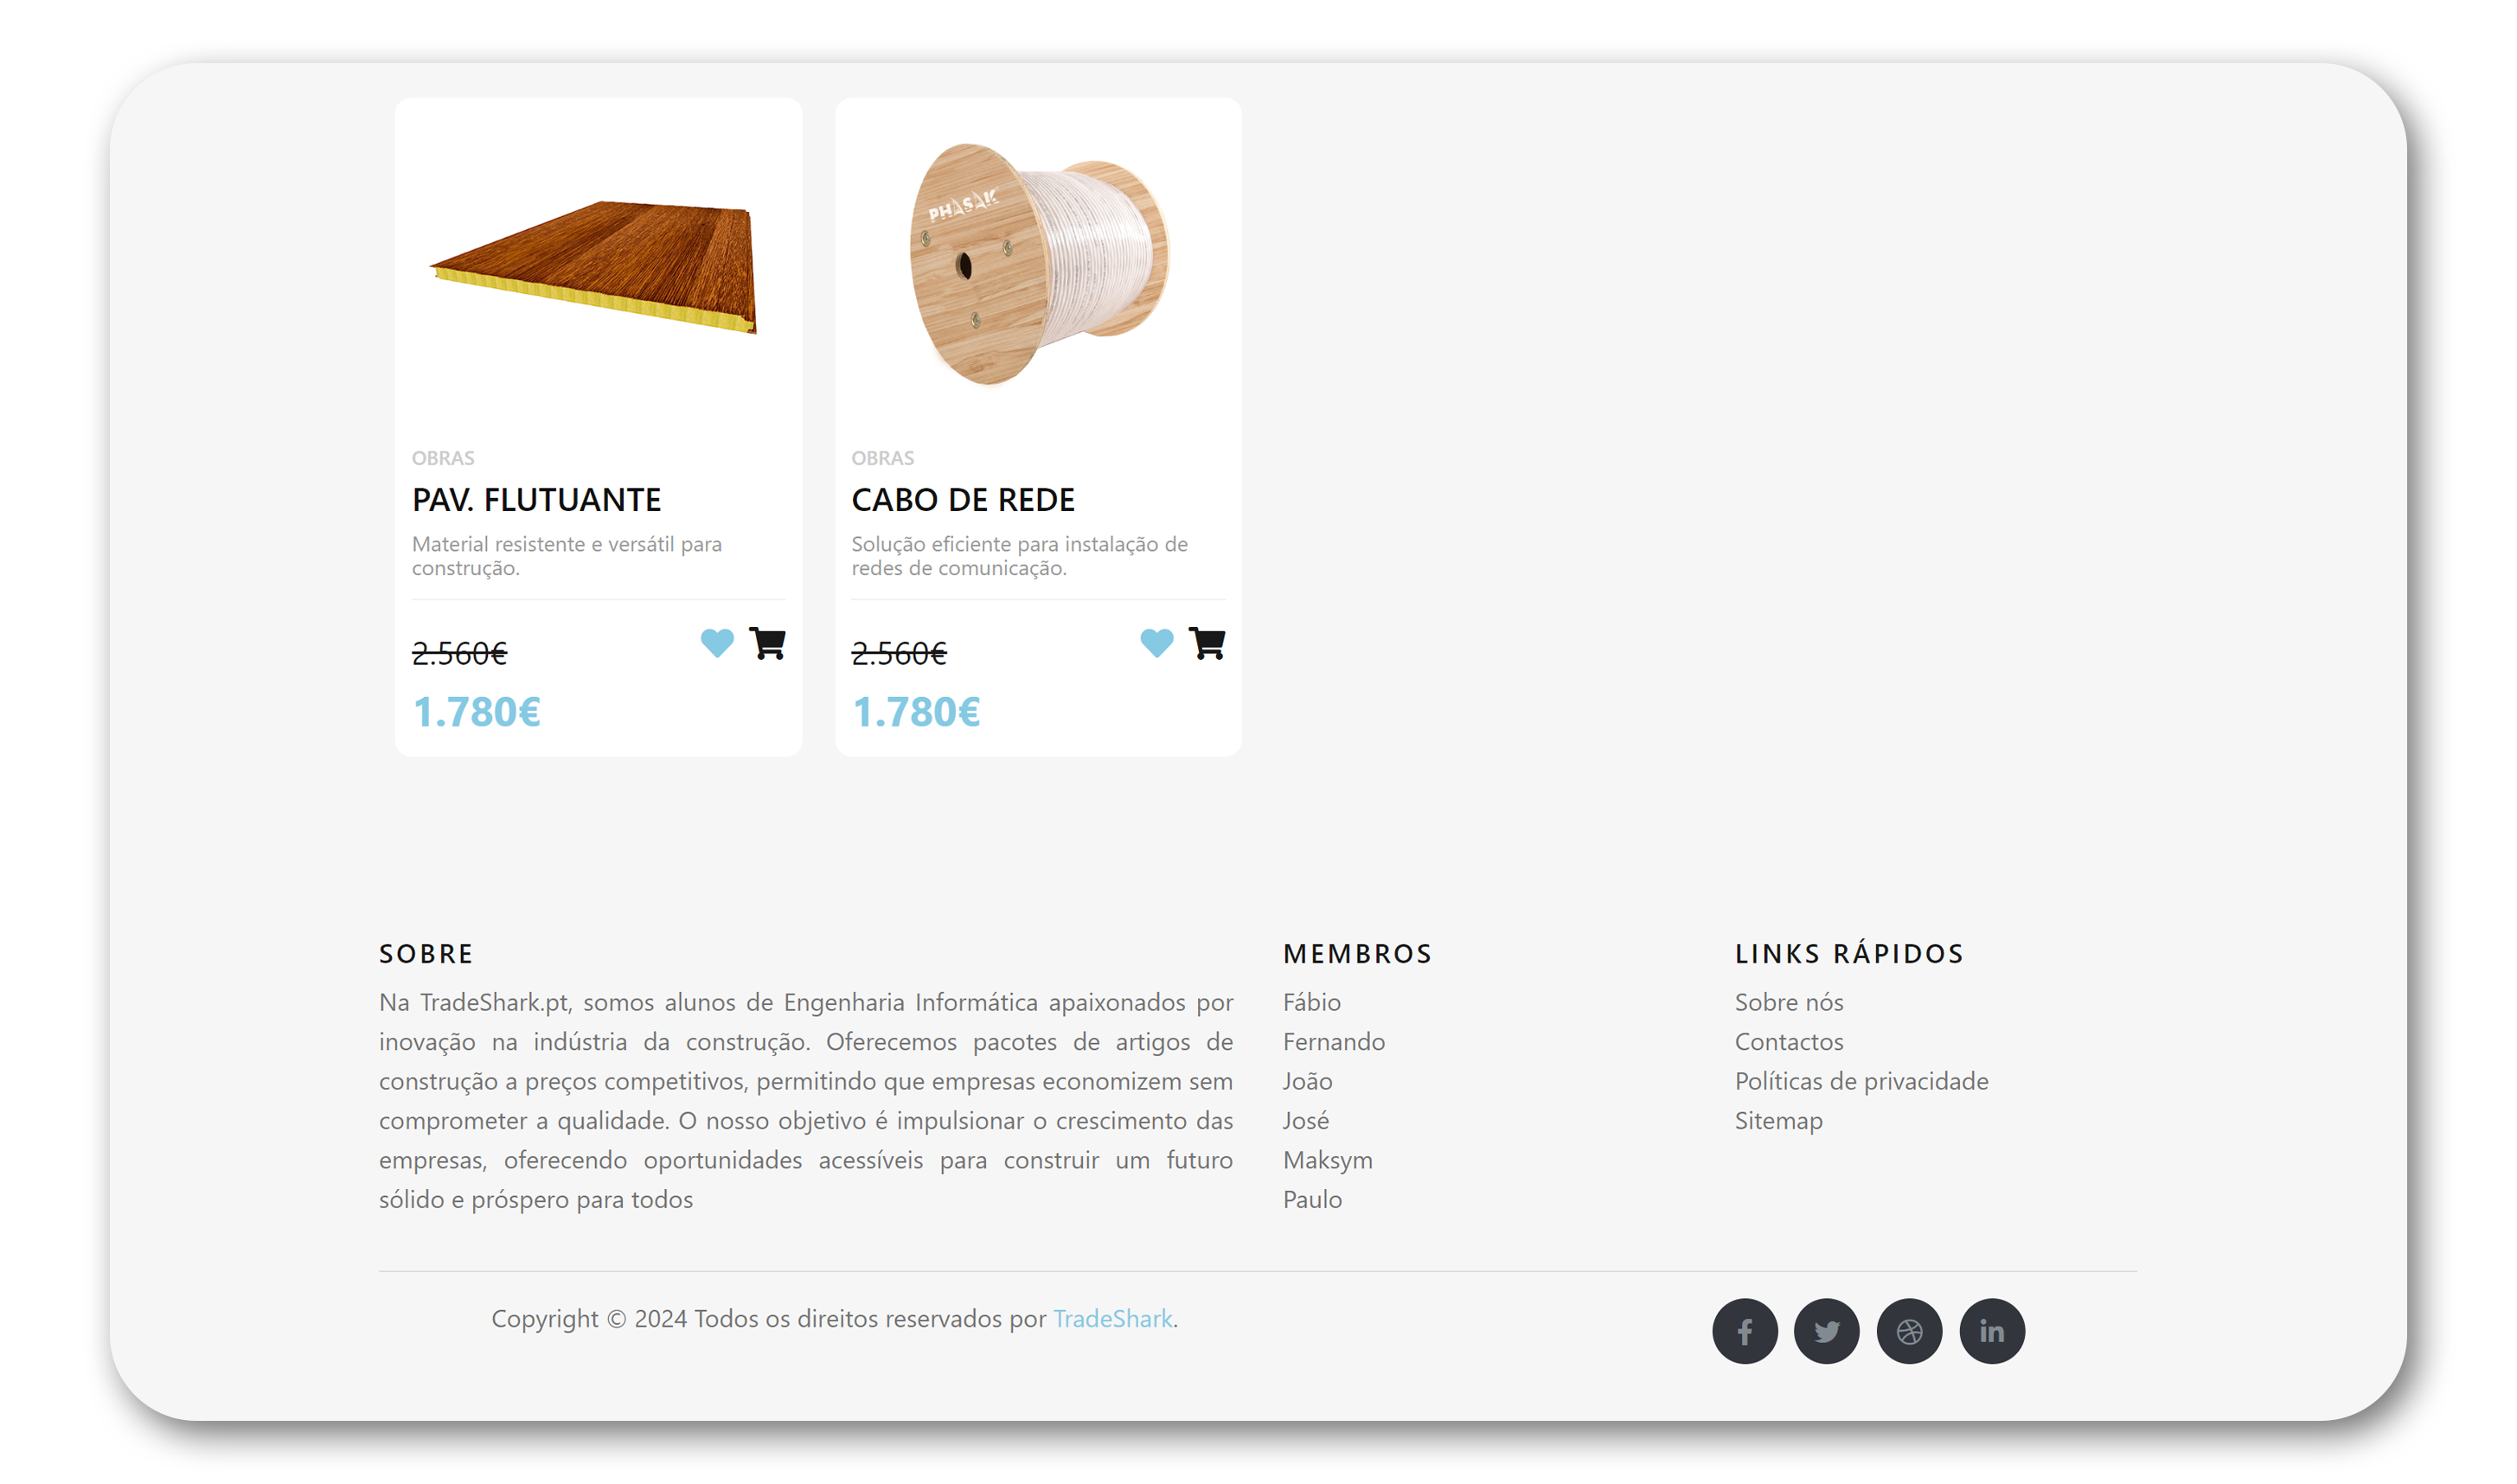 PHASAK
OBRAS
PAV. FLUTUANTE
Material resistente e versátil para
construção.
2.560€
1.780€
OBRAS
CABO DE REDE
Solução eficiente para instalação de
redes de comunicação.
2.560€
1.780€
SOBRE
Na TradeShark.pt, somos alunos de Engenharia Informática apaixonados por
inovação na indústria da construção. Oferecemos pacotes de artigos de
construção a preços competitivos, permitindo que empresas economizem sem
comprometer a qualidade. O nosso objetivo é impulsionar o crescimento das
empresas, oferecendo oportunidades acessíveis para construir um futuro
sólido e próspero para todos
MEMBROS
Fábio
Fernando
João
José
Maksym
Paulo
LINKS RÁPIDOS
Sobre nós
Contactos
Políticas de privacidade
Sitemap
Copyright © 2024 Todos os direitos reservados por TradeShark.